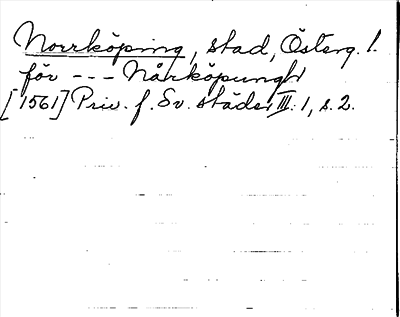 Norrköping, stad, Österg. l.
för --- Nårköpungh
[1561] Priv. f. Sv. städer III: 1, s. 2.